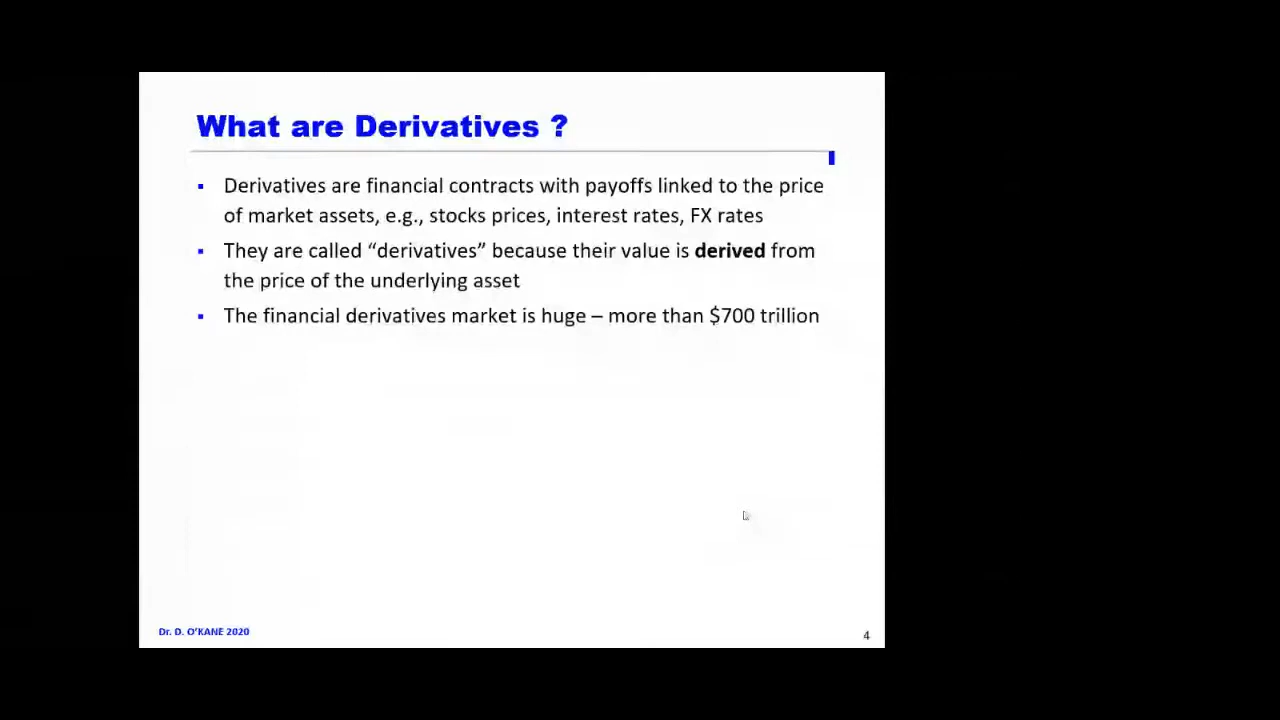 What are Derivatives ?
▪ Derivatives are financial contracts with payoffs linked to the price
of market assets, e.g., stocks prices, interest rates, FX rates
▪ They are called “derivatives” because their value is derived from
the price of the underlying asset
▪ The financial derivatives market is huge – more than $700 trillion
Dr. D. O'KANE 2020
4